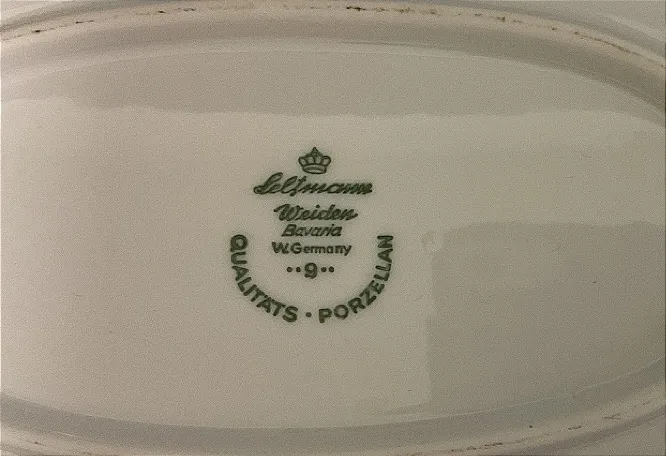 Seltmann
Weiden
Bavaria
W.Germany
··9··
QUALITÄTS · PORZELLAN